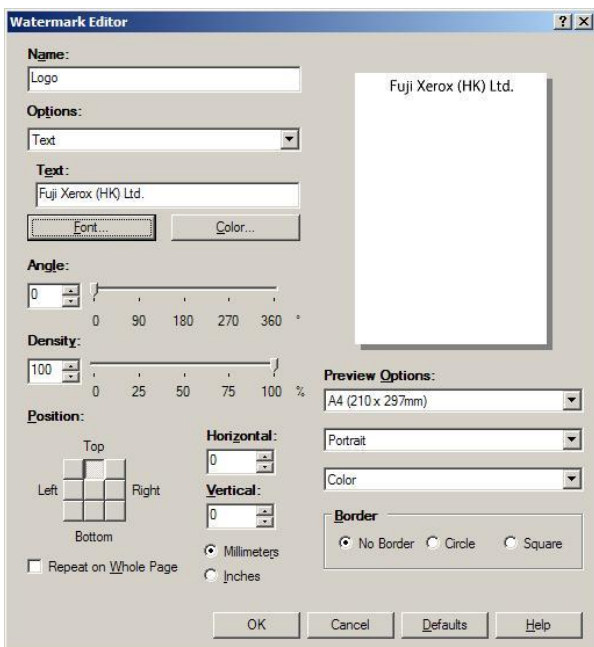 Watermark Editor
Name:
Logo
Options:
Text
Text:
Fuji Xerox (HK) Ltd.
Font... Color...
Angle:
0
0 90 180 270 360 °
Density:
100
0 25 50 75 100 %
Position:
Top
Left Right
Bottom
Repeat on Whole Page
Horizontal:
0
Vertical:
0
Millimeters
Inches
Fuji Xerox (HK) Ltd.
Preview Options:
A4 (210 x 297mm)
Portrait
Color
Border
No Border Circle Square
OK Cancel Defaults Help